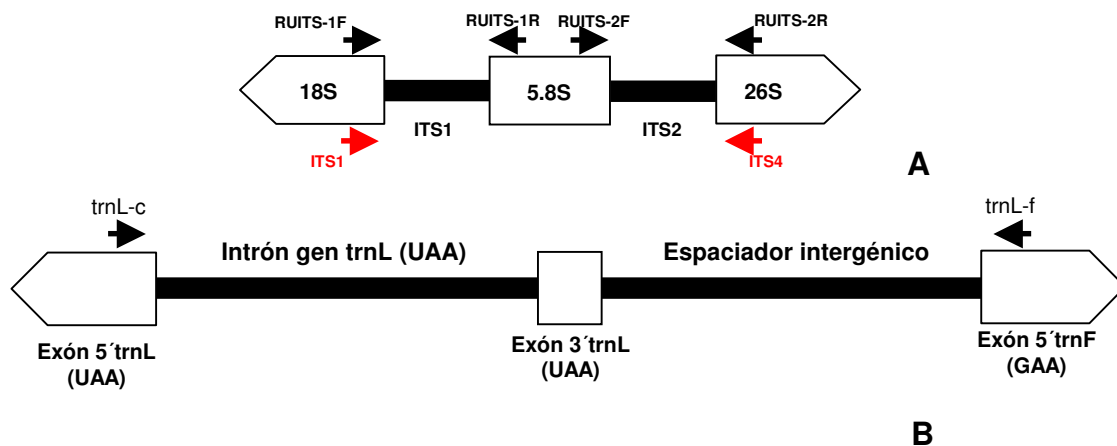 RUITS-1F
RUITS-1R
RUITS-2F
RUITS-2R
18S
5.8S
26S
ITS1
ITS2
ITS1
ITS4
A
trnL-c
trnL-f
Intrón gen trnL (UAA)
Espaciador intergénico
Exón 5´trnL
(UAA)
Exón 3´trnL
(UAA)
Exón 5´trnF
(GAA)
B